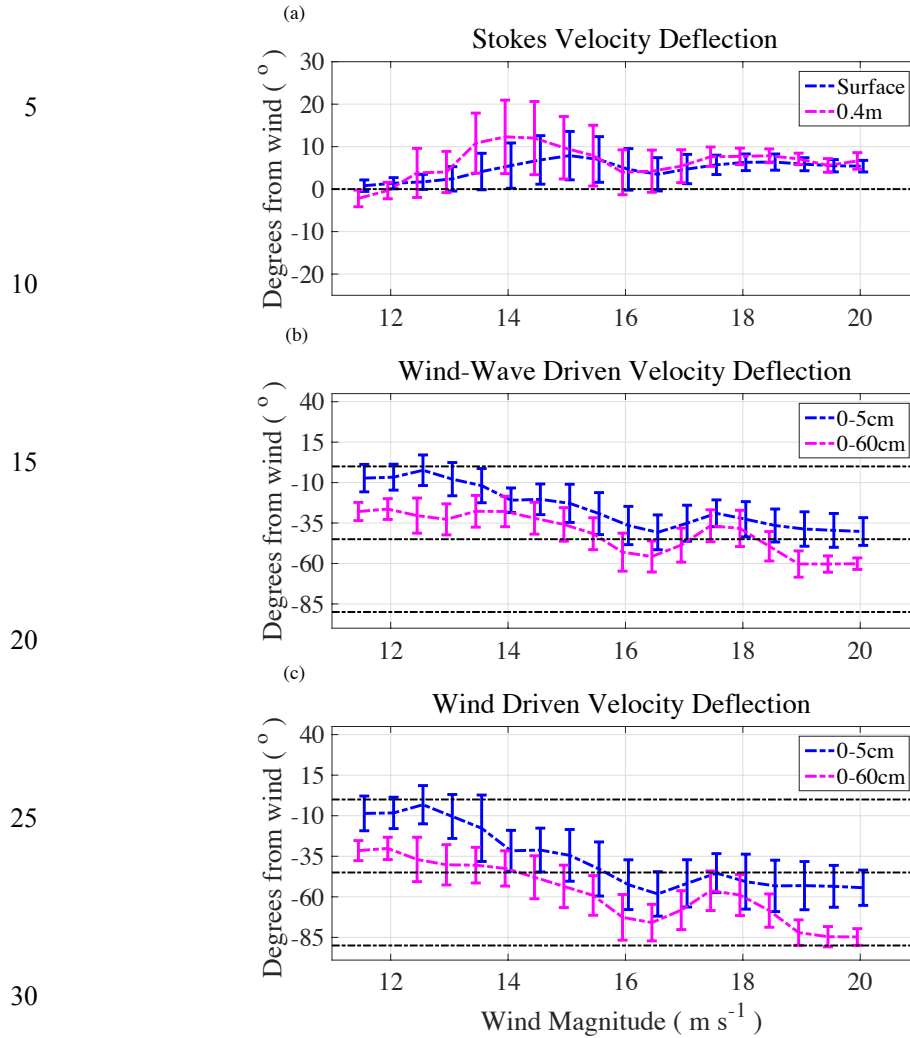 (a)
Stokes Velocity Deflection
Degrees from wind ( ° )
30
20
10
0
-10
-20
Surface
0.4m
12 14 16 18 20
(b)
Wind-Wave Driven Velocity Deflection
Degrees from wind ( ° )
40
15
-10
-35
-60
-85
0-5cm
0-60cm
12 14 16 18 20
(c)
Wind Driven Velocity Deflection
Degrees from wind ( ° )
40
15
-10
-35
-60
-85
0-5cm
0-60cm
12 14 16 18 20
Wind Magnitude ( m s⁻¹ )
5
10
15
20
25
30